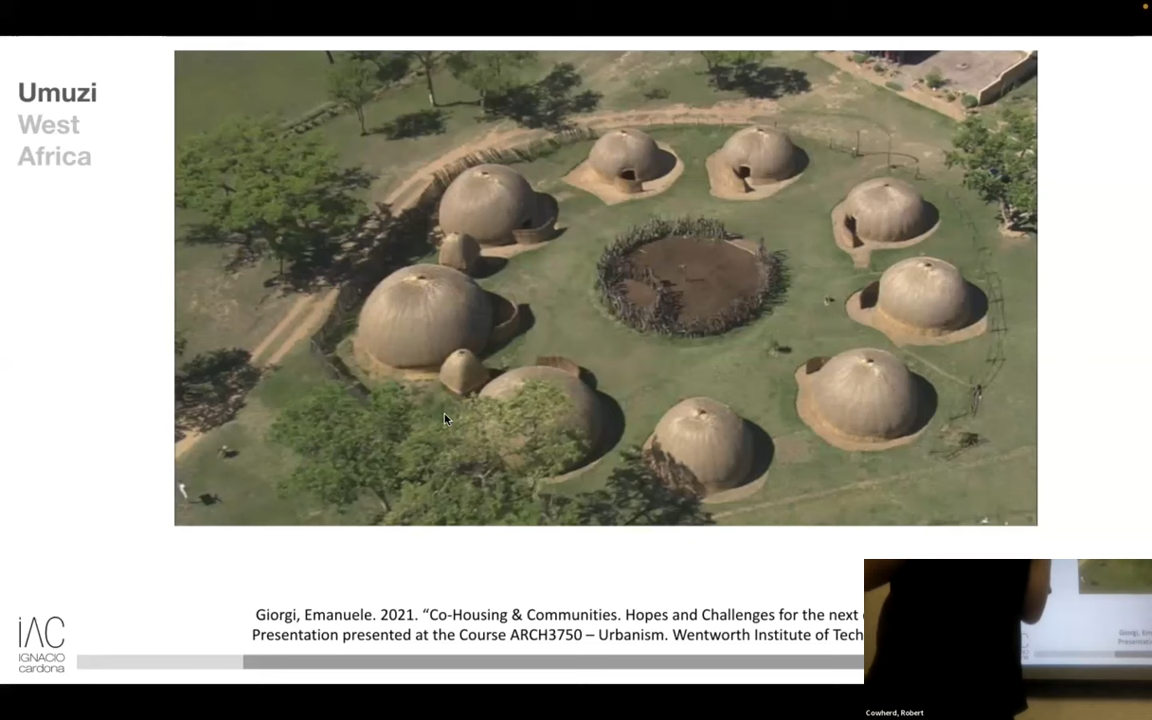 Umuzi
West
Africa
Giorgi, Emanuele. 2021. “Co-Housing & Communities. Hopes and Challenges for the next
Presentation presented at the Course ARCH3750 – Urbanism. Wentworth Institute of Tech
iAC
IGNACIO
cardona
Cowherd, Robert